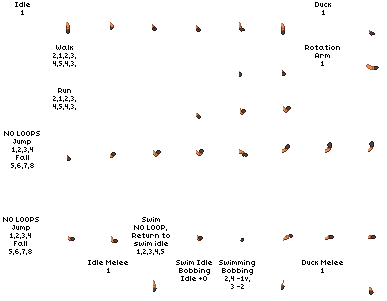 Idle
1
Duck
1
Walk
2,1,2,3,
4,5,4,3,
Rotation
Arm
1
Run
2,1,2,3,
4,5,4,3,
NO LOOPS
Jump
1,2,3,4
Fall
5,6,7,8
NO LOOPS
Jump
1,2,3,4
Fall
5,6,7,8
Swim
NO LOOP,
Return to
swim idle
1,2,3,4,5
Idle Melee
1
Swim Idle
Bobbing
Idle +0
Swimming
Bobbing
2,4 -1v,
3 -2
Duck Melee
1